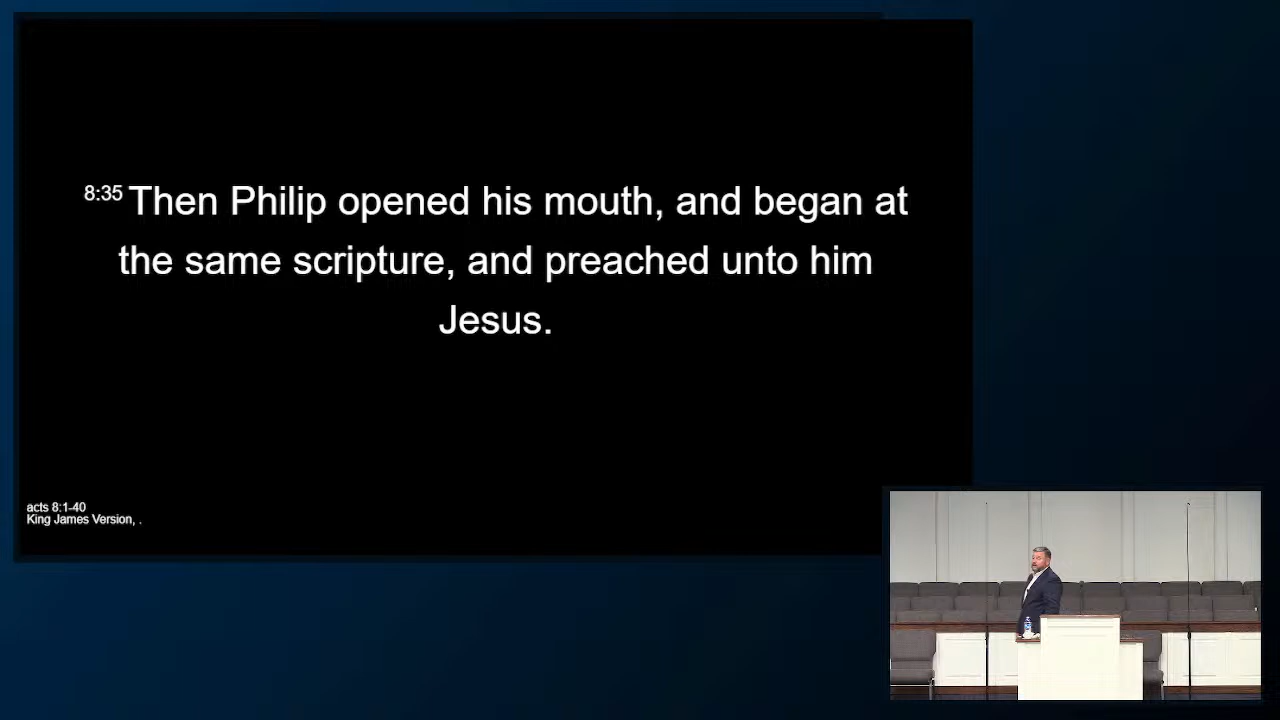 8:35 Then Philip opened his mouth, and began at
the same scripture, and preached unto him
Jesus.
acts 8:1-40
King James Version, .